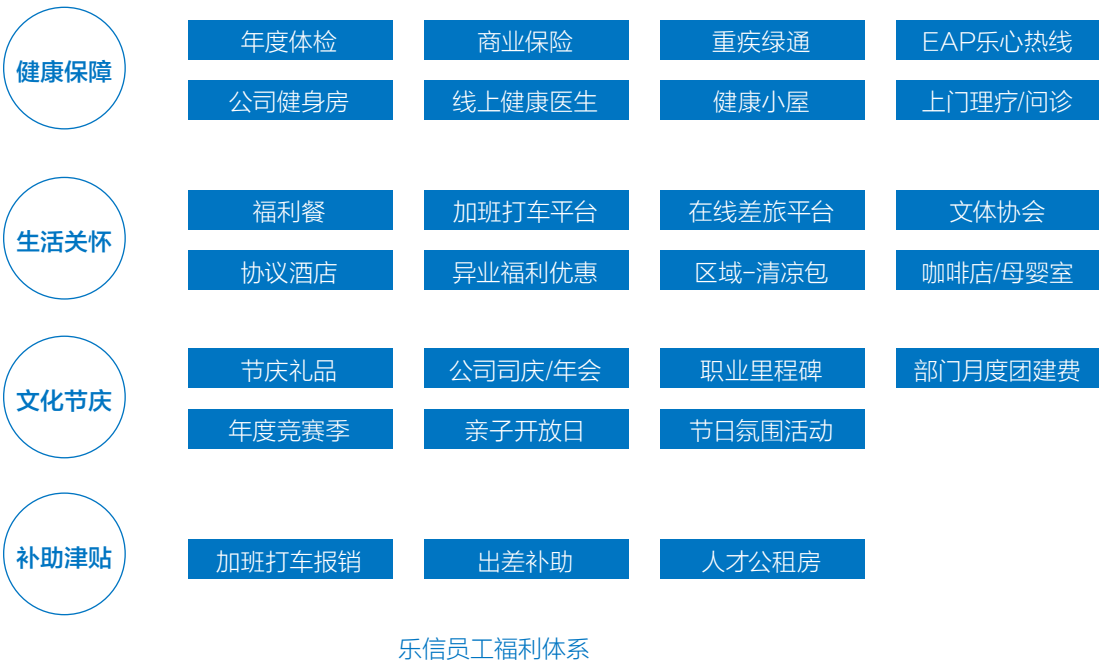 健康保障
年度体检 商业保险 重疾绿通 EAP乐心热线
公司健身房 线上健康医生 健康小屋 上门理疗/问诊
生活关怀
福利餐 加班打车平台 在线差旅平台 文体协会
协议酒店 异业福利优惠 区域-清凉包 咖啡店/母婴室
文化节庆
节庆礼品 公司司庆/年会 职业里程碑 部门月度团建费
年度竞赛季 亲子开放日 节日氛围活动
补助津贴
加班打车报销 出差补助 人才公租房
乐信员工福利体系